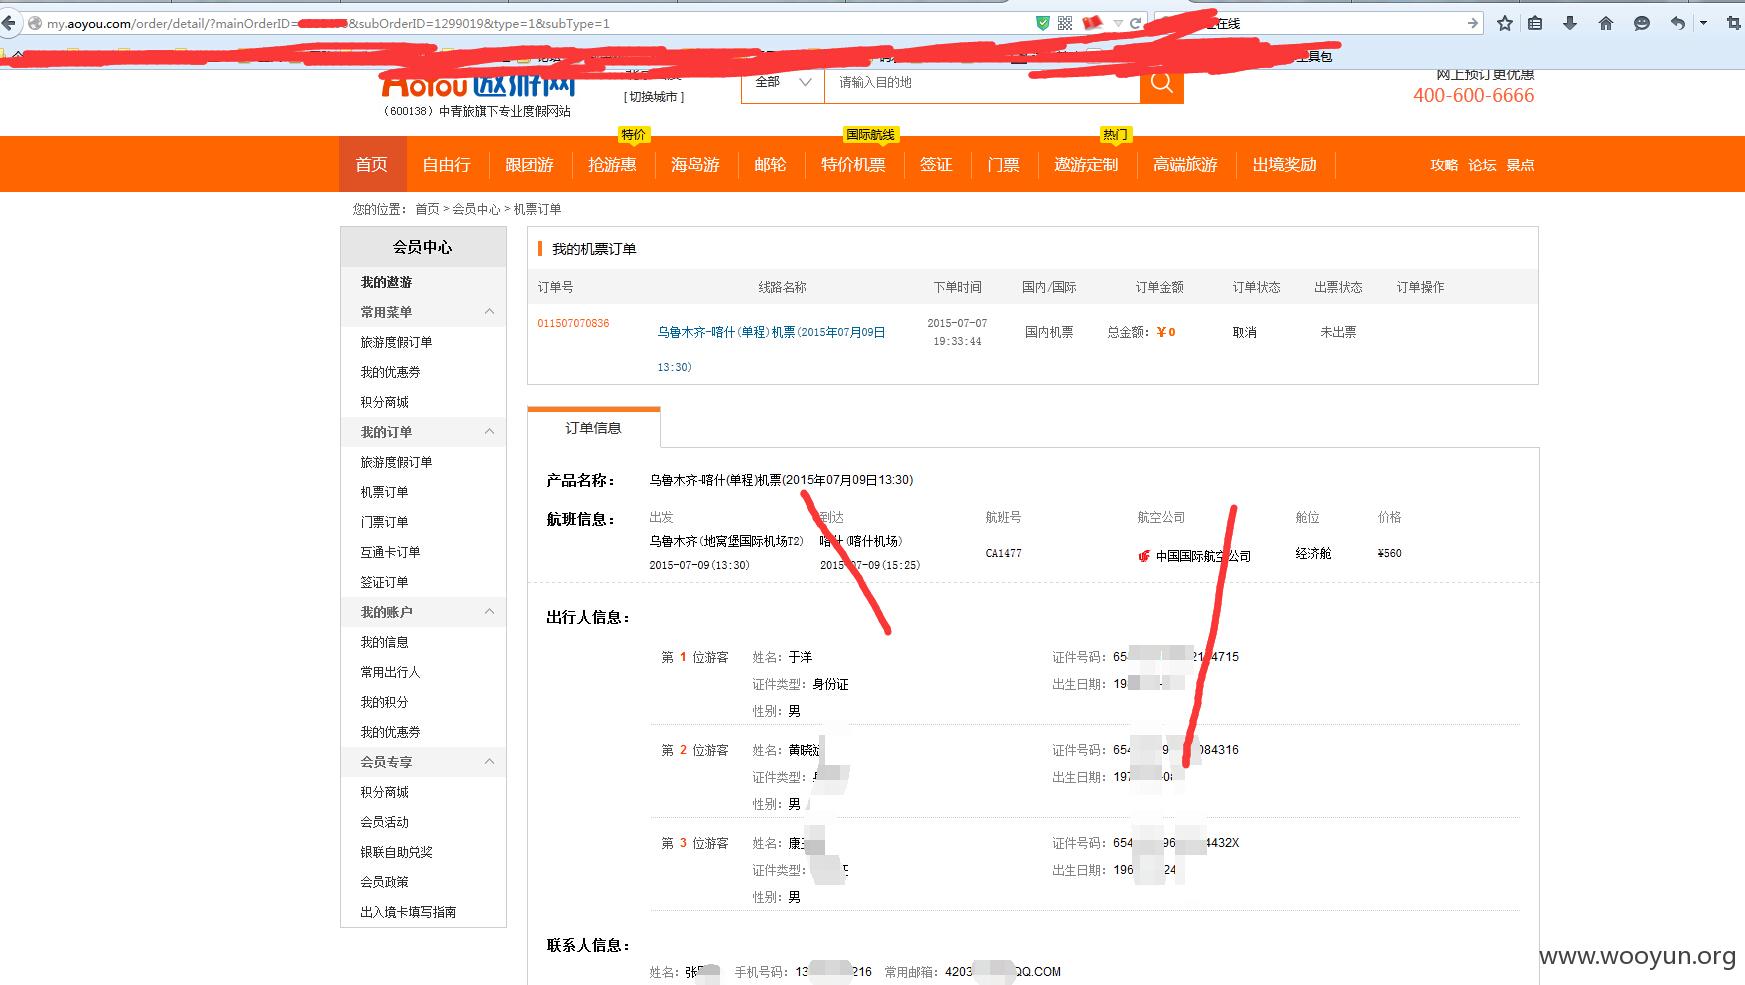 my.aoyou.com/order/detail/?mainOrderID=
&subOrderID=1299019&type=1&subType=1
在线
工具包
Aoyou 遨游网
(600138) 中青旅旗下专业度假网站
[切换城市]
全部
请输入目的地
网上预订更优惠
400-600-6666
特价
国际航线
热门
首页 自由行 跟团游 抢游惠 海岛游 邮轮 特价机票 签证 门票 遨游定制 高端旅游 出境奖励 攻略 论坛 景点
您的位置: 首页 > 会员中心 > 机票订单
会员中心
我的遨游
常用菜单
旅游度假订单
我的优惠券
积分商城
我的订单
旅游度假订单
机票订单
门票订单
互通卡订单
签证订单
我的账户
我的信息
常用出行人
我的积分
我的优惠券
会员专享
积分商城
会员活动
银联自助兑奖
会员政策
出入境卡填写指南
我的机票订单
订单号 线路名称 下单时间 国内/国际 订单金额 订单状态 出票状态 订单操作
011507070836 乌鲁木齐-喀什(单程)机票(2015年07月09日 13:30) 2015-07-07 19:33:44 国内机票 总金额: ¥0 取消 未出票
订单信息
产品名称: 乌鲁木齐-喀什(单程)机票(2015年07月09日13:30)
航班信息: 出发 到达 航班号 航空公司 舱位 价格
乌鲁木齐(地窝堡国际机场T2) 喀什(喀什机场) CA1477 中国国际航空公司 经济舱 ¥560
2015-07-09(13:30) 2015-07-09(15:25)
出行人信息:
第 1 位游客 姓名: 于洋 证件号码: 65 4715
证件类型: 身份证 出生日期: 19
性别: 男
第 2 位游客 姓名: 黄晓 证件号码: 654 9 084316
证件类型: 出生日期: 197
性别: 男
第 3 位游客 姓名: 康 证件号码: 654 96 4432X
证件类型: 出生日期: 196 24
性别: 男
联系人信息:
姓名: 张 手机号码: 13 216 常用邮箱: 4203 QQ.COM
www.wooyun.org